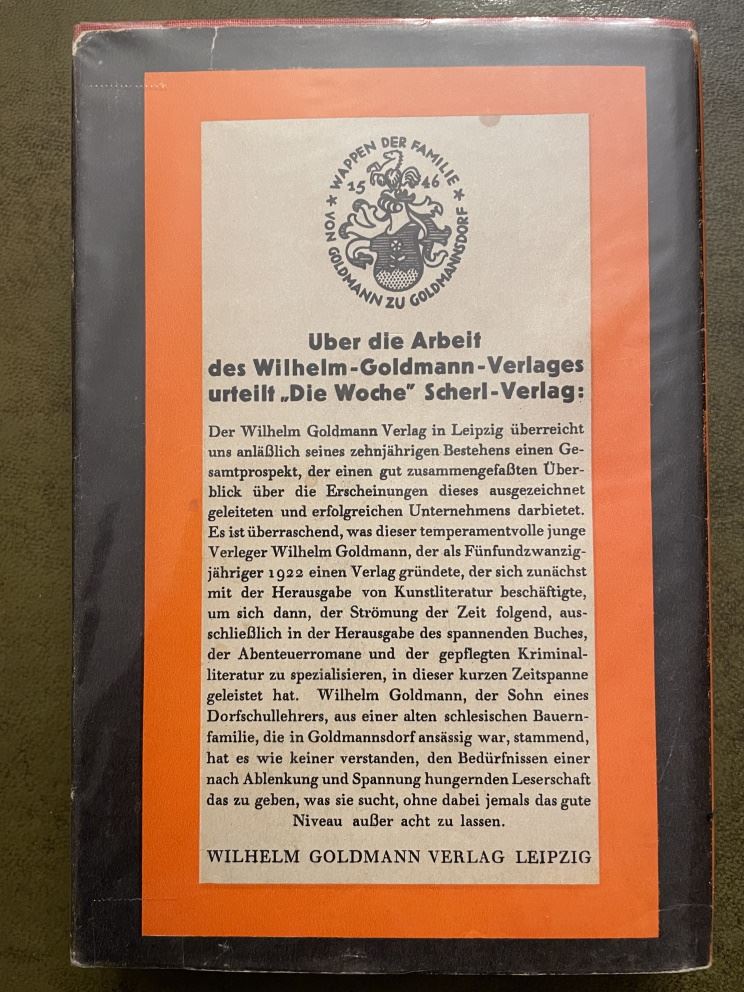 ★ WAPPEN DER FAMILIE ★
VON GOLDMANN ZU GOLDMANNSDORF
15 46
Uber die Arbeit
des Wilhelm-Goldmann-Verlages
urteilt „Die Woche” Scherl-Verlag:
Der Wilhelm Goldmann Verlag in Leipzig überreicht
uns anläßlich seines zehnjährigen Bestehens einen Ge-
samtprospekt, der einen gut zusammengefaßten Über-
blick über die Erscheinungen dieses ausgezeichnet
geleiteten und erfolgreichen Unternehmens darbietet.
Es ist überraschend, was dieser temperamentvolle junge
Verleger Wilhelm Goldmann, der als Fünfundzwanzig-
jähriger 1922 einen Verlag gründete, der sich zunächst
mit der Herausgabe von Kunstliteratur beschäftigte,
um sich dann, der Strömung der Zeit folgend, aus-
schließlich in der Herausgabe des spannenden Buches,
der Abenteuerromane und der gepflegten Kriminal-
literatur zu spezialisieren, in dieser kurzen Zeitspanne
geleistet hat. Wilhelm Goldmann, der Sohn eines
Dorfschullehrers, aus einer alten schlesischen Bauern-
familie, die in Goldmannsdorf ansässig war, stammend,
hat es wie keiner verstanden, den Bedürfnissen einer
nach Ablenkung und Spannung hungernden Leserschaft
das zu geben, was sie sucht, ohne dabei jemals das gute
Niveau außer acht zu lassen.
WILHELM GOLDMANN VERLAG LEIPZIG